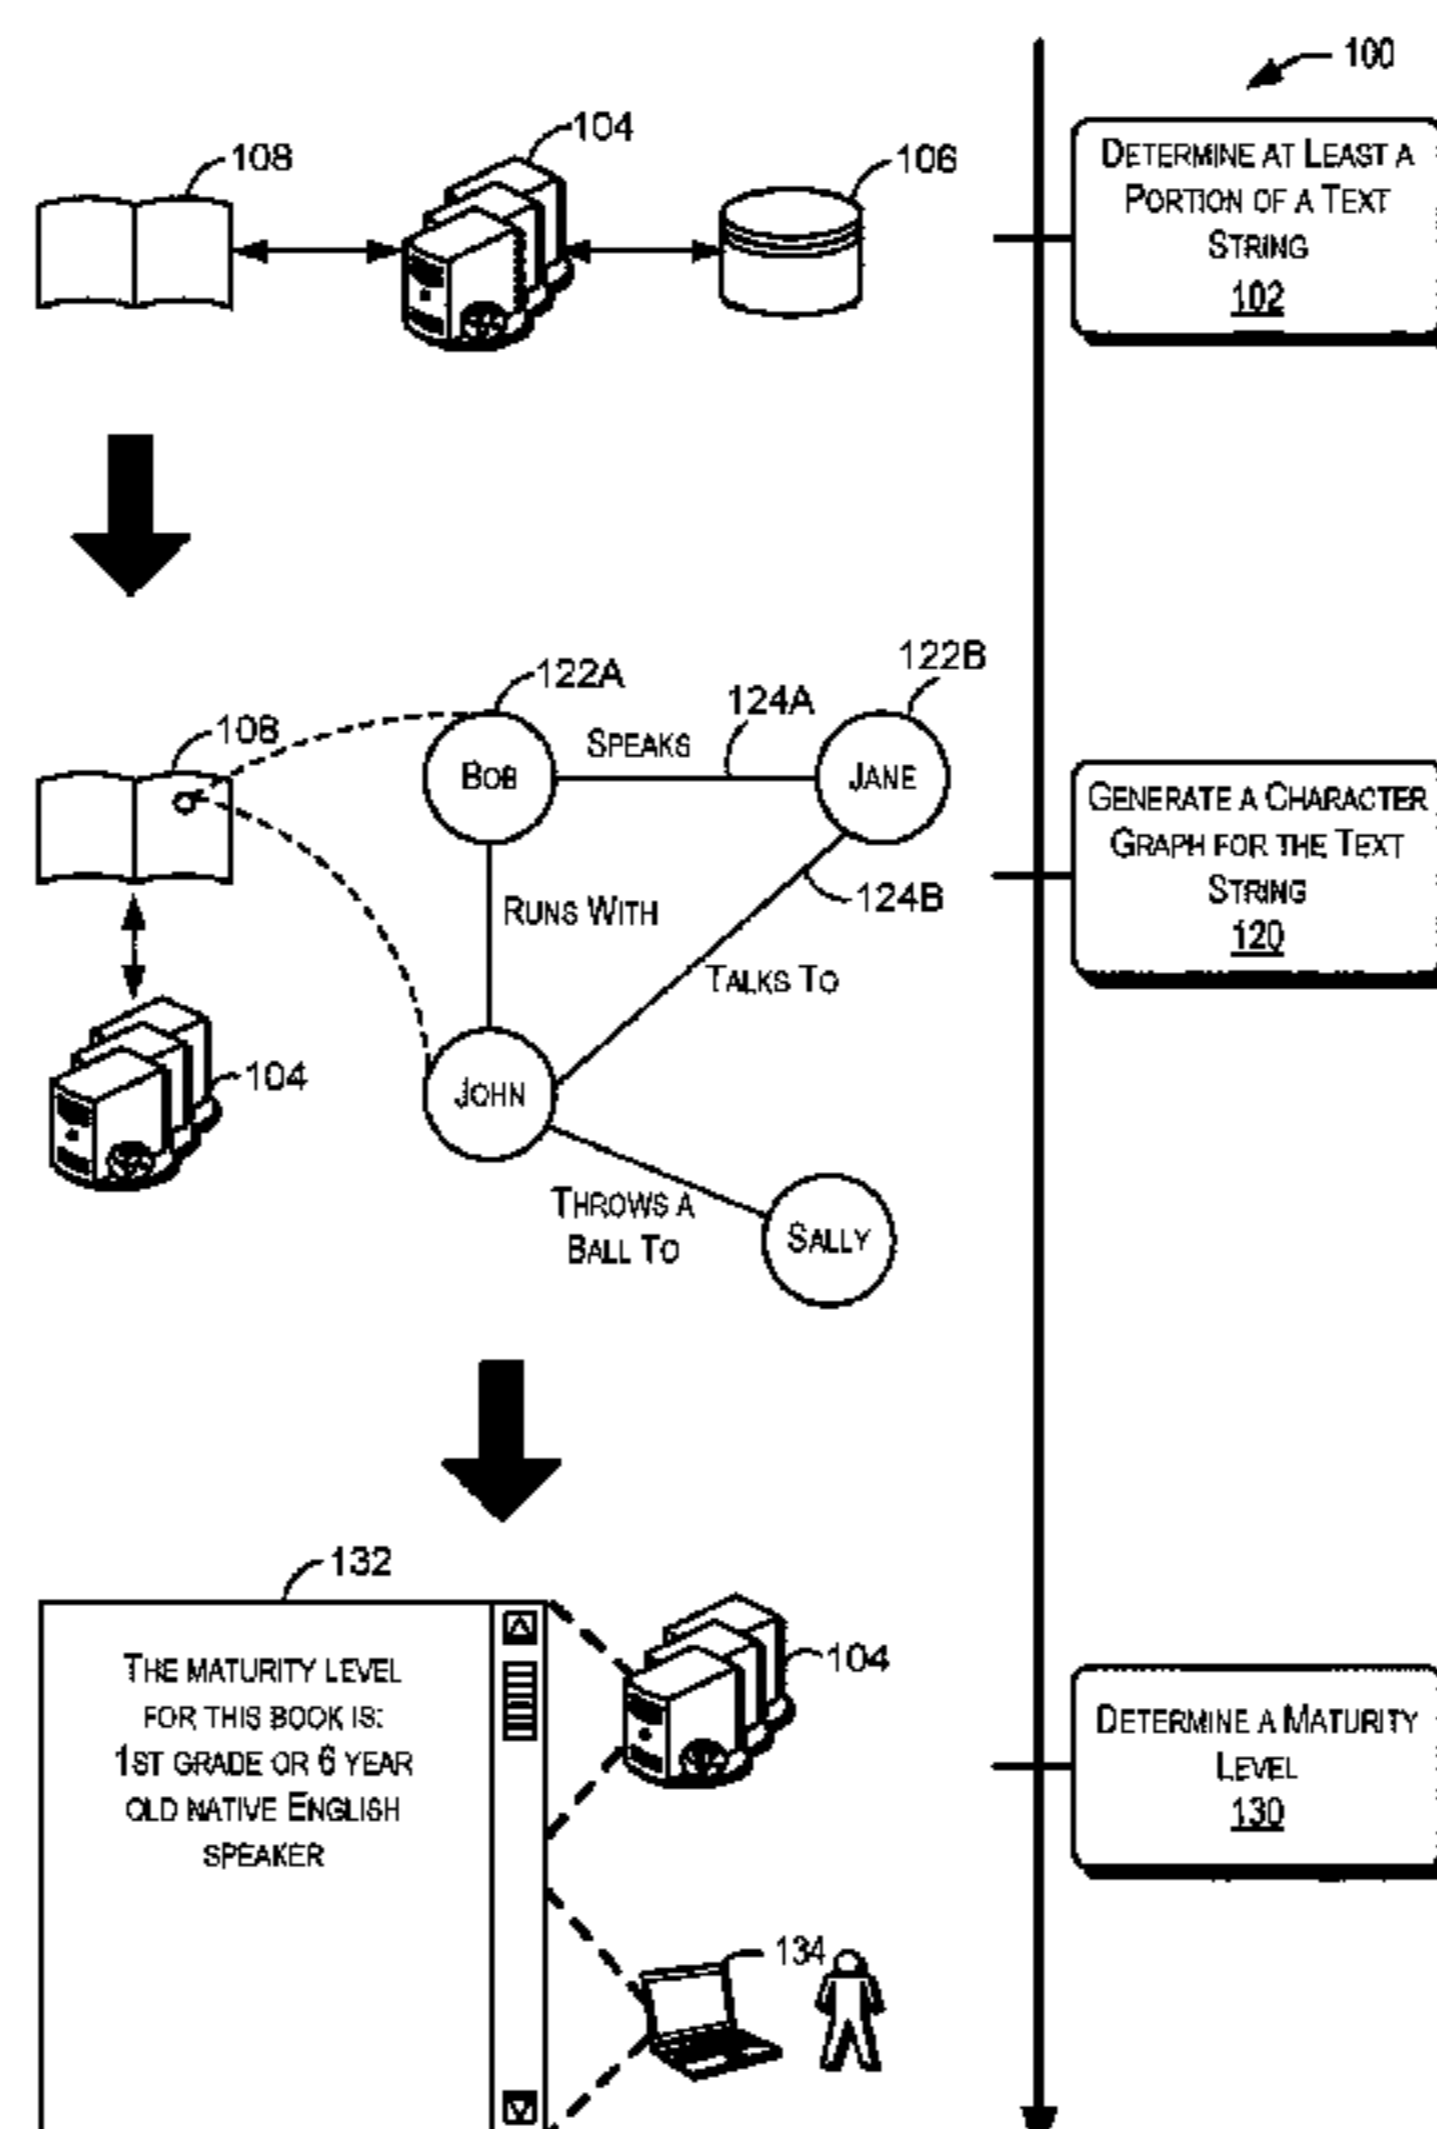 100
104
108
106
DETERMINE AT LEAST A
PORTION OF A TEXT
STRING
102
122A
122B
124A
108
SPEAKS
BOB
JANE
GENERATE A CHARACTER
GRAPH FOR THE TEXT
STRING
120
124B
RUNS WITH
TALKS TO
104
JOHN
THROWS A
BALL TO
SALLY
132
THE MATURITY LEVEL
FOR THIS BOOK IS:
1ST GRADE OR 6 YEAR
OLD NATIVE ENGLISH
SPEAKER
104
DETERMINE A MATURITY
LEVEL
130
134